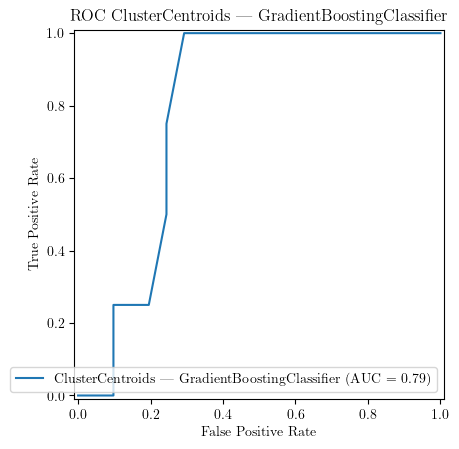 ROC ClusterCentroids — GradientBoostingClassifier
1.0
0.8
0.6
0.4
0.2
0.0
True Positive Rate
ClusterCentroids — GradientBoostingClassifier (AUC = 0.79)
0.0 0.2 0.4 0.6 0.8 1.0
False Positive Rate